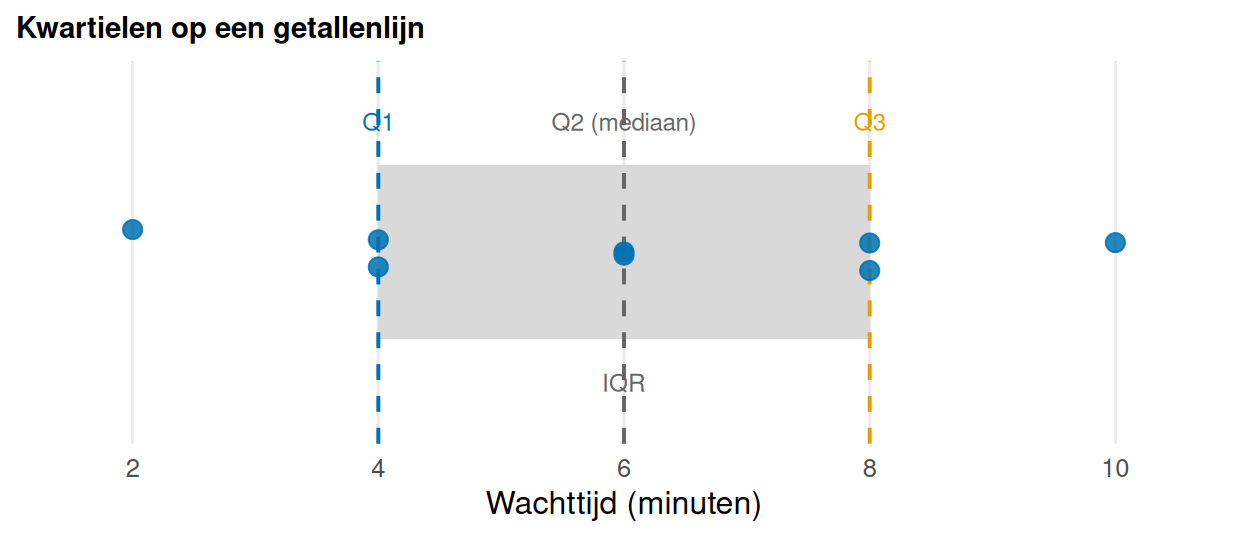 Kwartielen op een getallenlijn
Q1 Q2 (mediaan) Q3
IQR
2 4 6 8 10
Wachttijd (minuten)